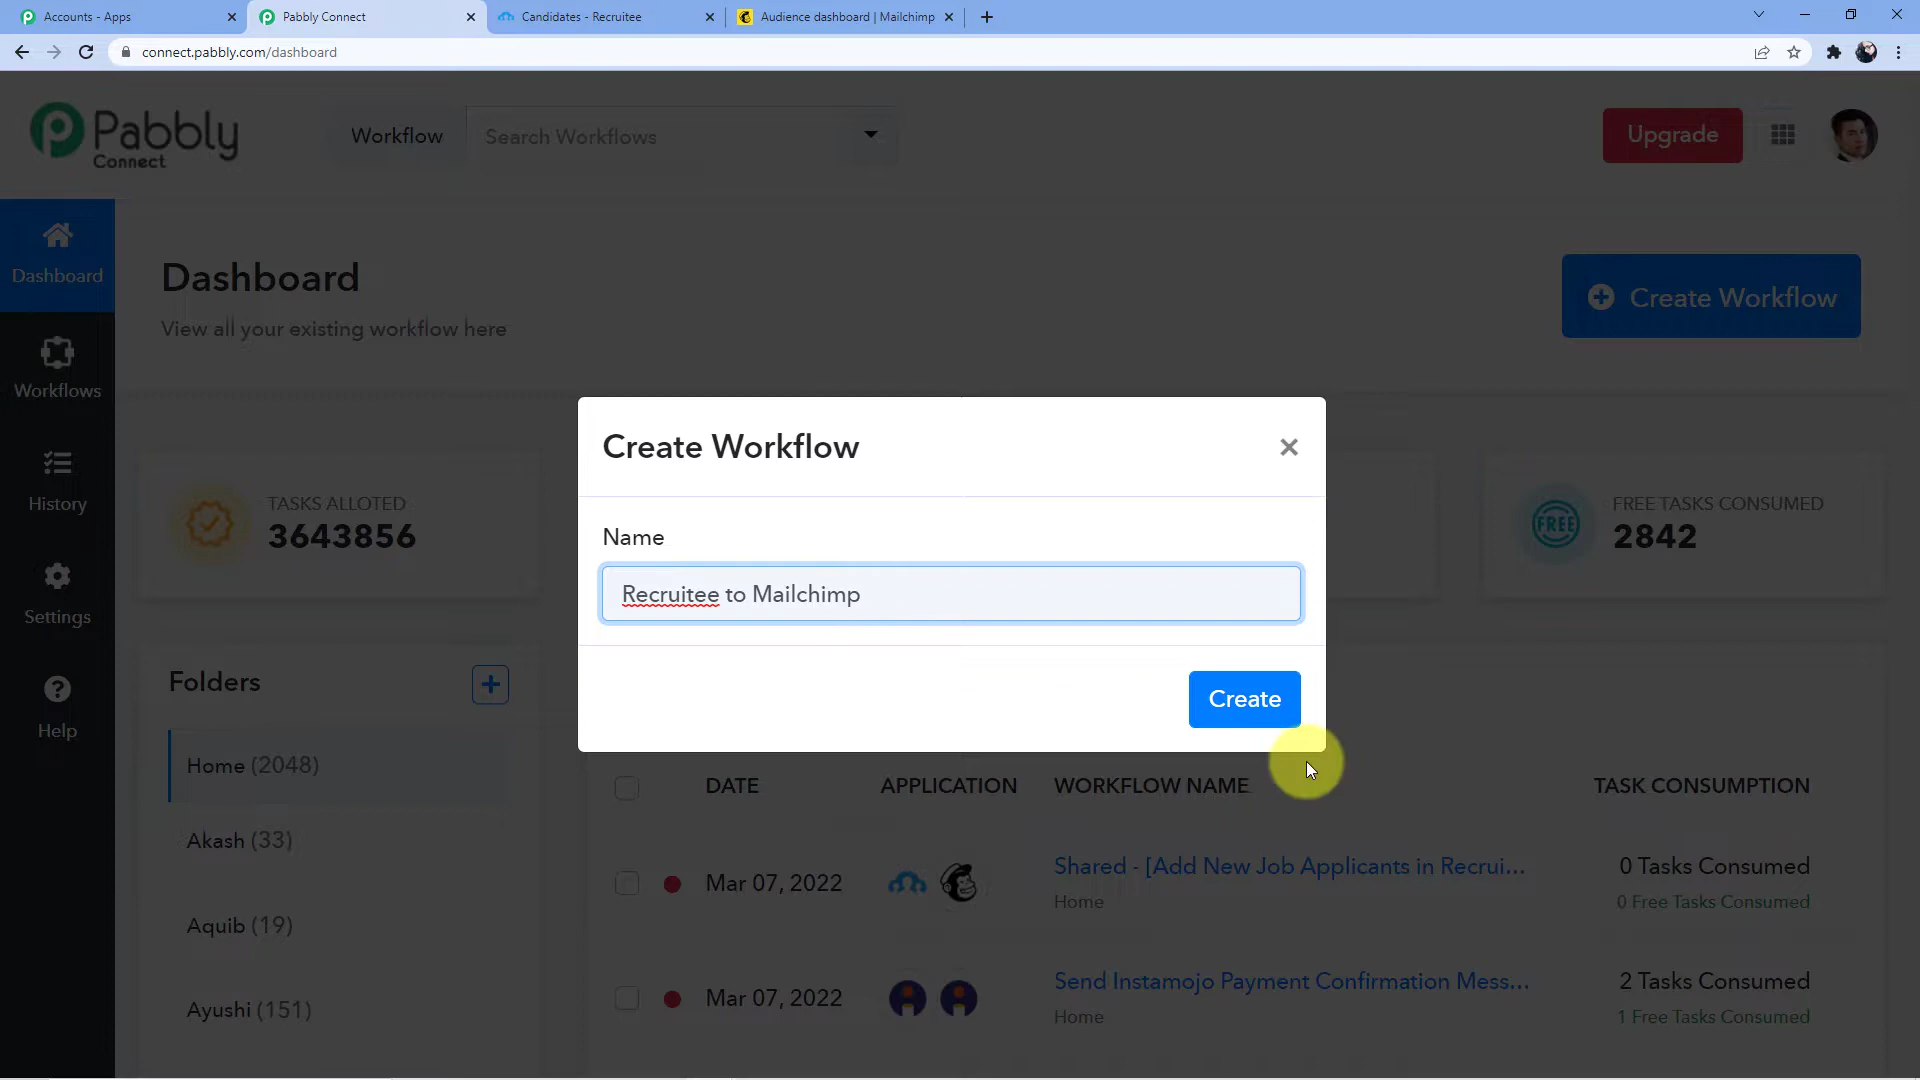 Accounts - Apps
Pabbly Connect
Candidates - Recruitee
Audience dashboard | Mailchimp
connect.pabbly.com/dashboard
Pabbly
Connect
Workflow
Search Workflows
Upgrade
Dashboard
Dashboard
View all your existing workflow here
Create Workflow
Workflows
History
Settings
Help
TASKS ALLOTED
3643856
FREE TASKS CONSUMED
FREE
2842
Create Workflow
Name
Recruitee to Mailchimp
Create
Folders
Home (2048)
Akash (33)
Aquib (19)
Ayushi (151)
DATE
APPLICATION
WORKFLOW NAME
TASK CONSUMPTION
Mar 07, 2022
Shared - [Add New Job Applicants in Recrui...
Home
0 Tasks Consumed
0 Free Tasks Consumed
Mar 07, 2022
Send Instamojo Payment Confirmation Mess...
Home
2 Tasks Consumed
1 Free Tasks Consumed